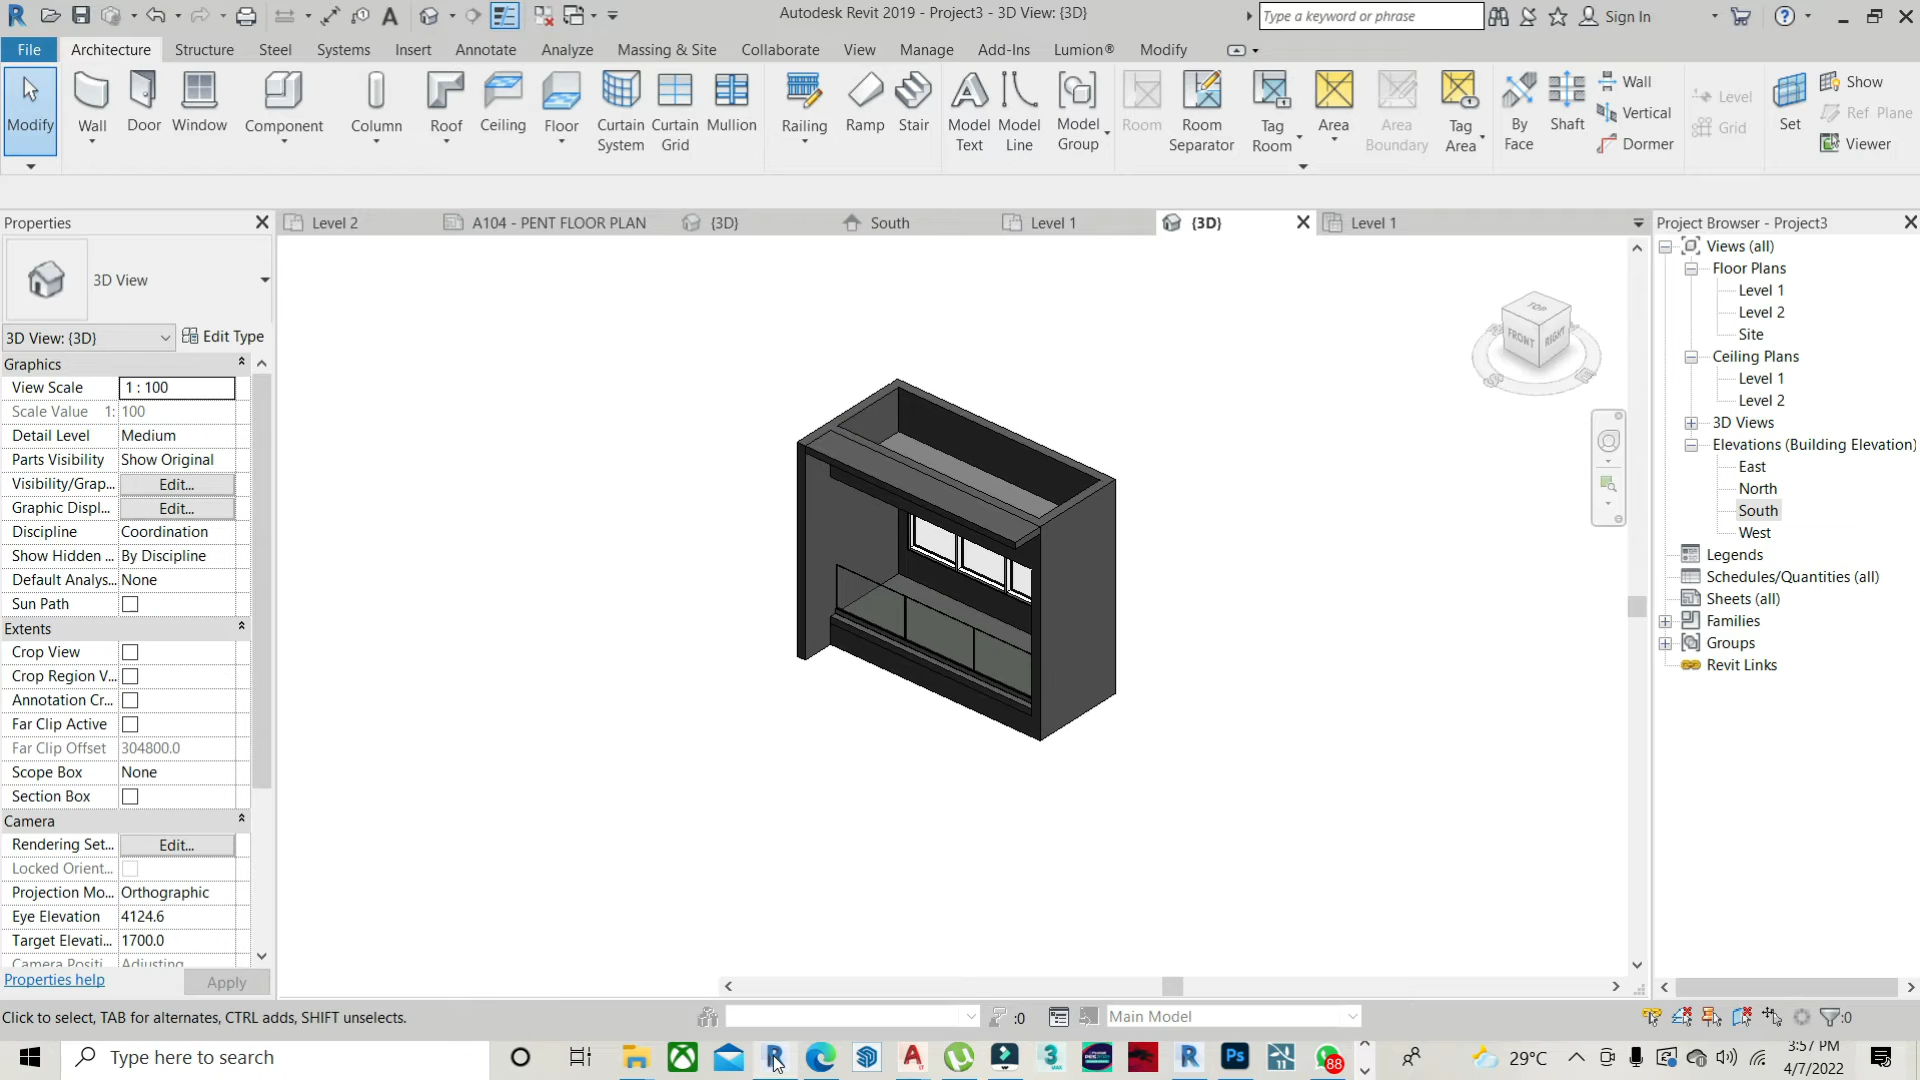 Autodesk Revit 2019 - Project3 - 3D View: {3D}
Type a keyword or phrase
Sign In
File Architecture Structure Steel Systems Insert Annotate Analyze Massing & Site Collaborate View Manage Add-Ins Lumion® Modify
Modify
Wall
Door
Window
Component
Column
Roof
Ceiling
Floor
Curtain System
Curtain Grid
Mullion
Railing
Ramp
Stair
Model Text
Model Line
Model Group
Room
Room Separator
Tag Room
Area
Area Boundary
Tag Area
By Face
Shaft
Wall
Vertical
Dormer
Level
Grid
Set
Show
Ref Plane
Viewer
Properties
Level 2
A104 - PENT FLOOR PLAN
{3D}
South
Level 1
{3D}
Level 1
Project Browser - Project3
3D View
3D View: {3D}
Edit Type
Graphics
View Scale 1 : 100
Scale Value 1: 100
Detail Level Medium
Parts Visibility Show Original
Visibility/Grap... Edit...
Graphic Displ... Edit...
Discipline Coordination
Show Hidden ... By Discipline
Default Analys... None
Sun Path
Extents
Crop View
Crop Region V...
Annotation Cr...
Far Clip Active
Far Clip Offset 304800.0
Scope Box None
Section Box
Camera
Rendering Set... Edit...
Locked Orient...
Projection Mo... Orthographic
Eye Elevation 4124.6
Target Elevati... 1700.0
Camera Positi... Adjusting
Properties help
Apply
TOP
FRONT
RIGHT
Views (all)
Floor Plans
Level 1
Level 2
Site
Ceiling Plans
Level 1
Level 2
3D Views
Elevations (Building Elevation)
East
North
South
West
Legends
Schedules/Quantities (all)
Sheets (all)
Families
Groups
Revit Links
Click to select, TAB for alternates, CTRL adds, SHIFT unselects.
:0
Main Model
:0
Type here to search
88
29°C
3:57 PM
4/7/2022